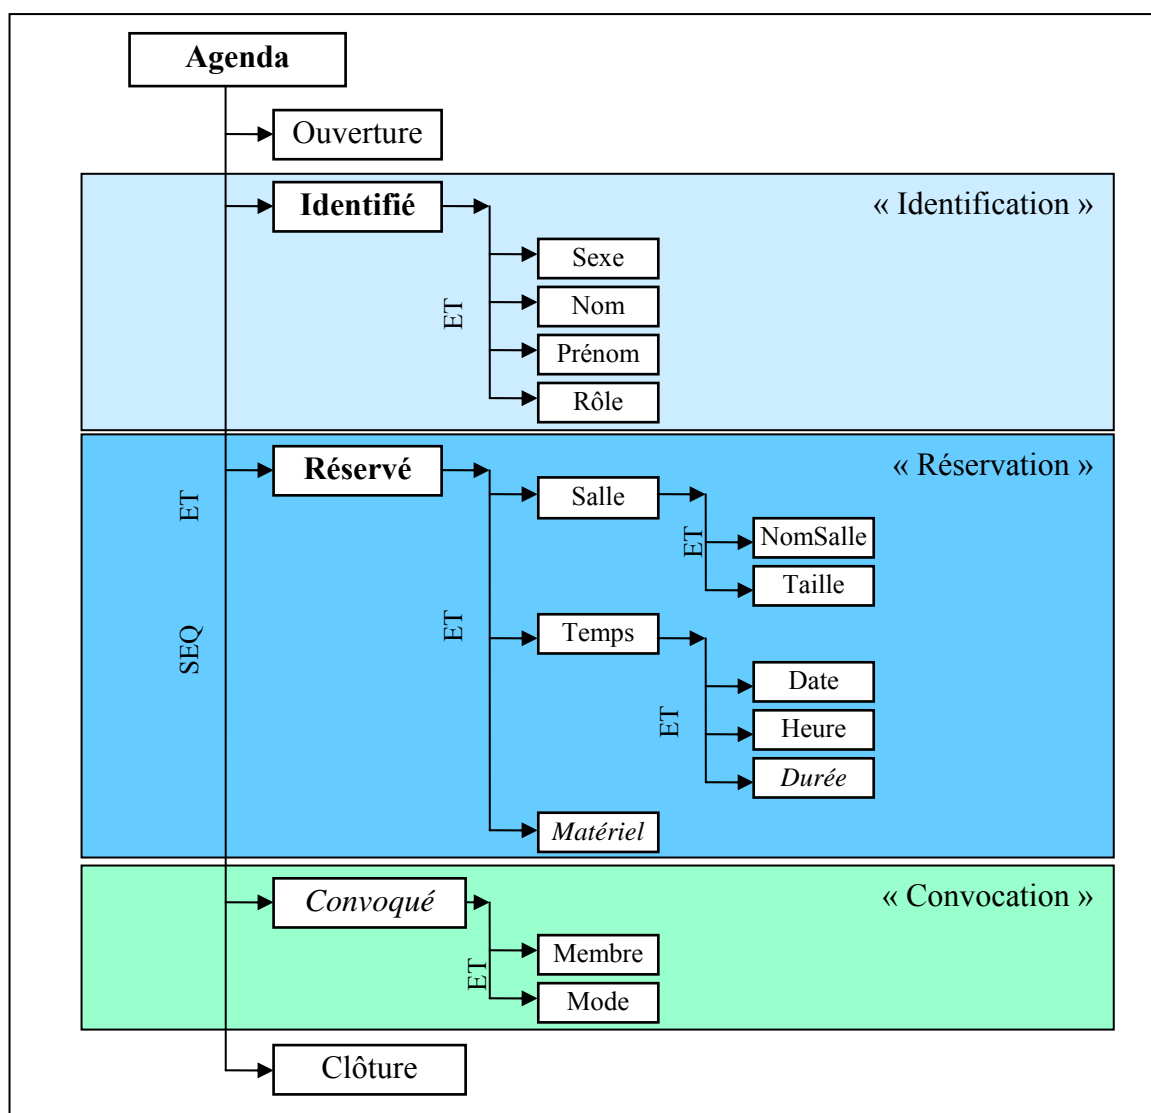 Agenda
Ouverture
Identifié
« Identification »
Sexe
ET
Nom
Prénom
Rôle
Réservé
« Réservation »
ET
Salle
ET
NomSalle
Taille
SEQ
ET
Temps
Date
ET
Heure
Durée
Matériel
Convoqué
« Convocation »
ET
Membre
Mode
Clôture